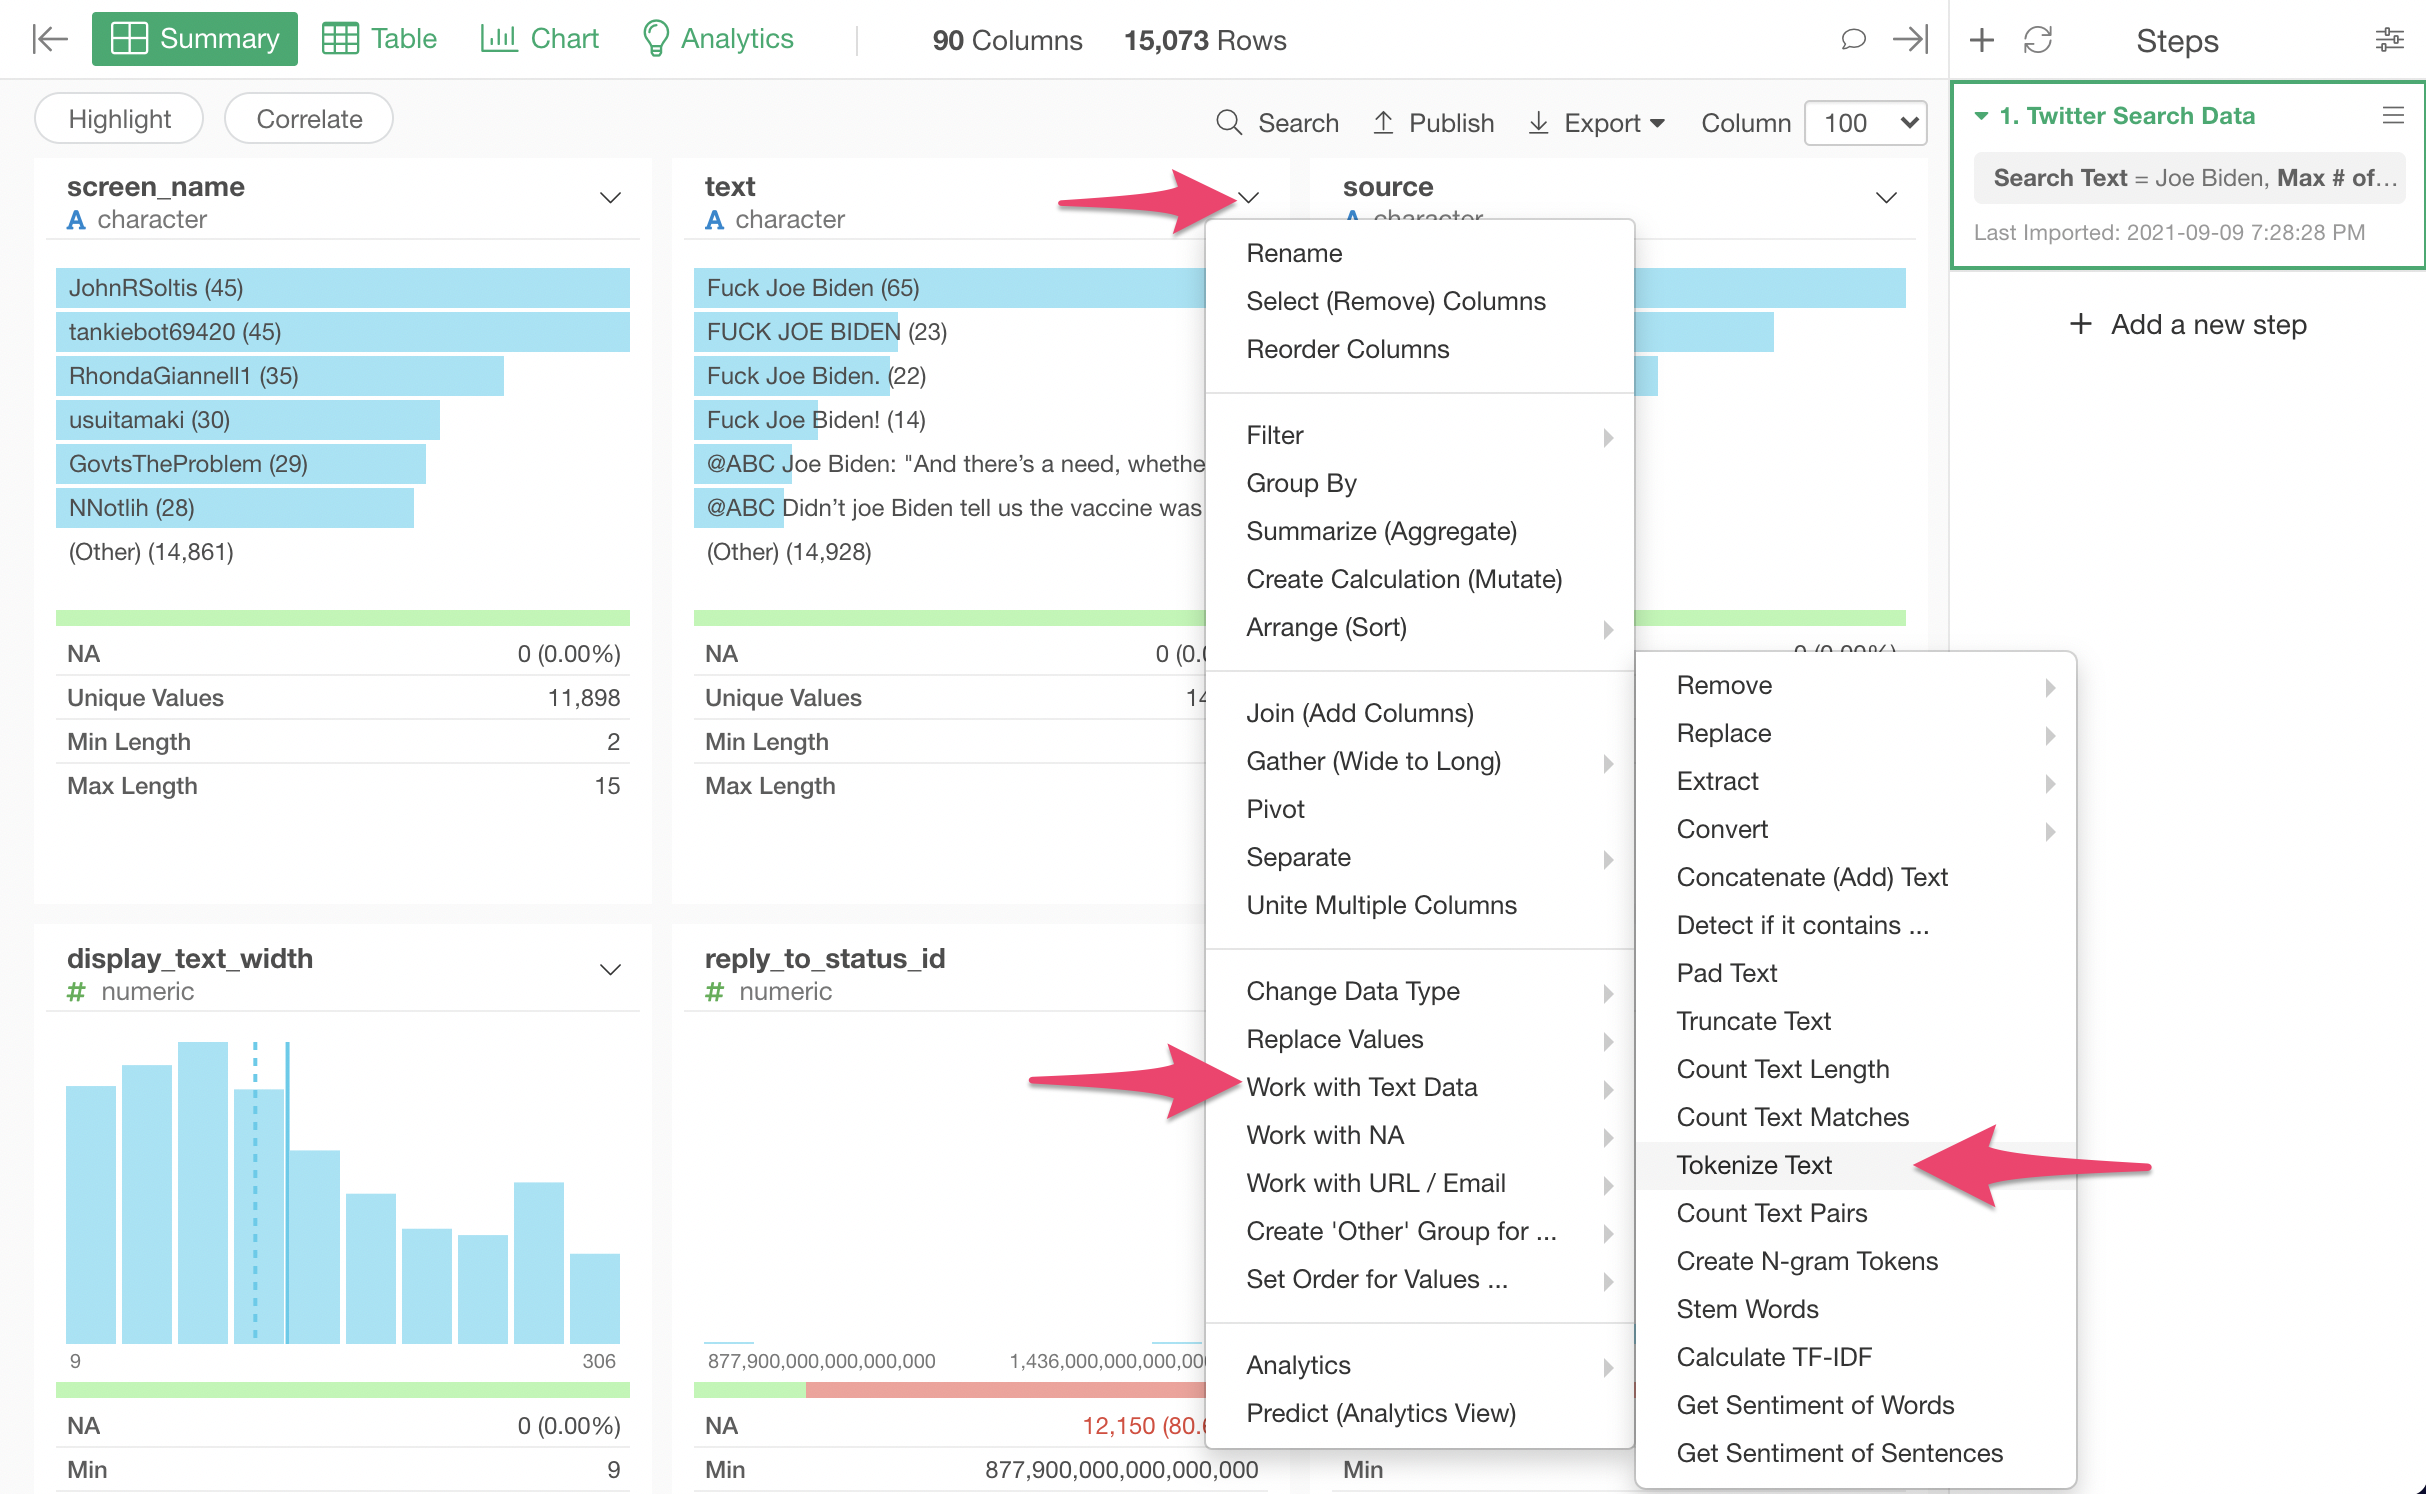 Summary Table Chart Analytics 90 Columns 15,073 Rows Steps
Highlight Correlate Search Publish Export Column 100
1. Twitter Search Data
Search Text = Joe Biden, Max # of...
Last Imported: 2021-09-09 7:28:28 PM
Add a new step
screen_name
A character
JohnRSoltis (45)
tankiebot69420 (45)
RhondaGiannell1 (35)
usuitamaki (30)
GovtsTheProblem (29)
NNotlih (28)
(Other) (14,861)
NA 0 (0.00%)
Unique Values 11,898
Min Length 2
Max Length 15
text
A character
Fuck Joe Biden (65)
FUCK JOE BIDEN (23)
Fuck Joe Biden. (22)
Fuck Joe Biden! (14)
@ABC Joe Biden: "And there’s a need, whethe
@ABC Didn’t joe Biden tell us the vaccine was
(Other) (14,928)
NA 0 (0.0
Unique Values 14
Min Length
Max Length
source
A character
0 (0.00%)
Min
display_text_width
# numeric
9 306
NA 0 (0.00%)
Min 9
reply_to_status_id
# numeric
877,900,000,000,000,000 1,436,000,000,000,00
NA 12,150 (80.6
Min 877,900,000,000,000,000
Rename
Select (Remove) Columns
Reorder Columns
Filter
Group By
Summarize (Aggregate)
Create Calculation (Mutate)
Arrange (Sort)
Join (Add Columns)
Gather (Wide to Long)
Pivot
Separate
Unite Multiple Columns
Change Data Type
Replace Values
Work with Text Data
Work with NA
Work with URL / Email
Create 'Other' Group for ...
Set Order for Values ...
Analytics
Predict (Analytics View)
Remove
Replace
Extract
Convert
Concatenate (Add) Text
Detect if it contains ...
Pad Text
Truncate Text
Count Text Length
Count Text Matches
Tokenize Text
Count Text Pairs
Create N-gram Tokens
Stem Words
Calculate TF-IDF
Get Sentiment of Words
Get Sentiment of Sentences